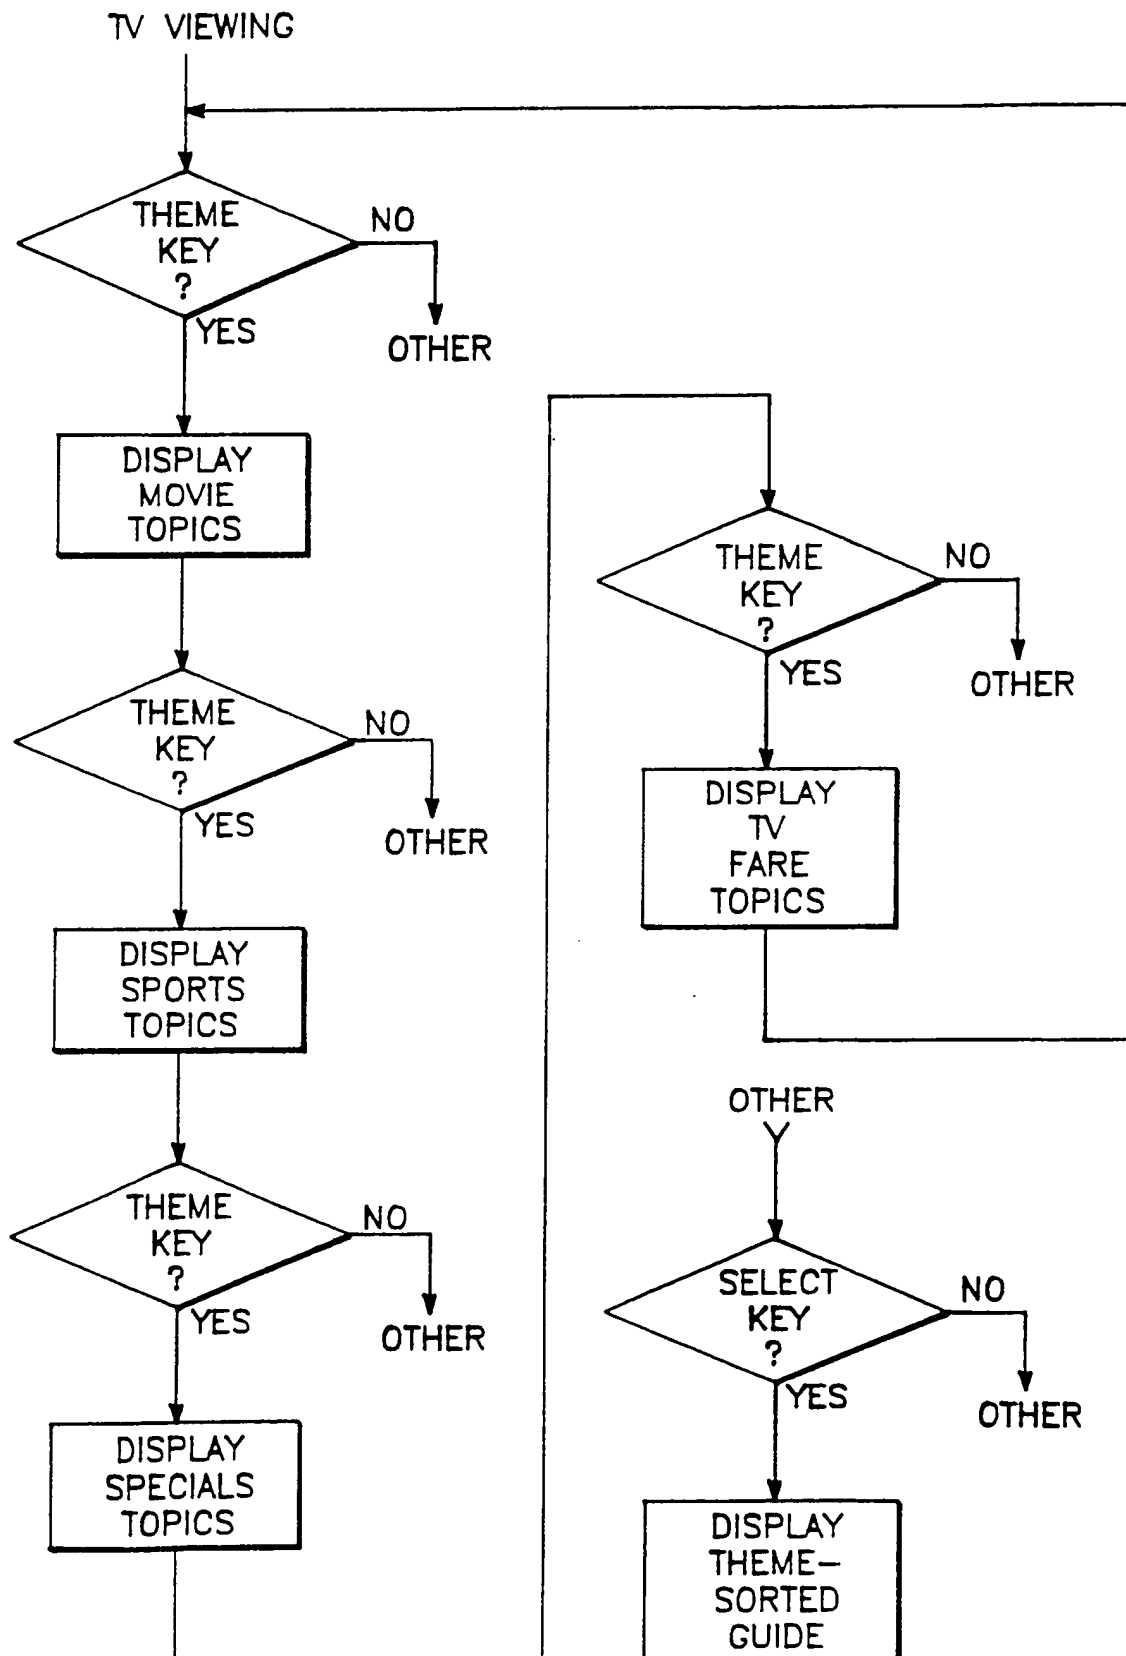 TV VIEWING
THEME
KEY
?
NO
YES
OTHER
DISPLAY
MOVIE
TOPICS
THEME
KEY
?
NO
YES
OTHER
DISPLAY
SPORTS
TOPICS
THEME
KEY
?
NO
YES
OTHER
DISPLAY
SPECIALS
TOPICS
THEME
KEY
?
NO
YES
OTHER
DISPLAY
TV
FARE
TOPICS
OTHER
SELECT
KEY
?
NO
YES
OTHER
DISPLAY
THEME-
SORTED
GUIDE